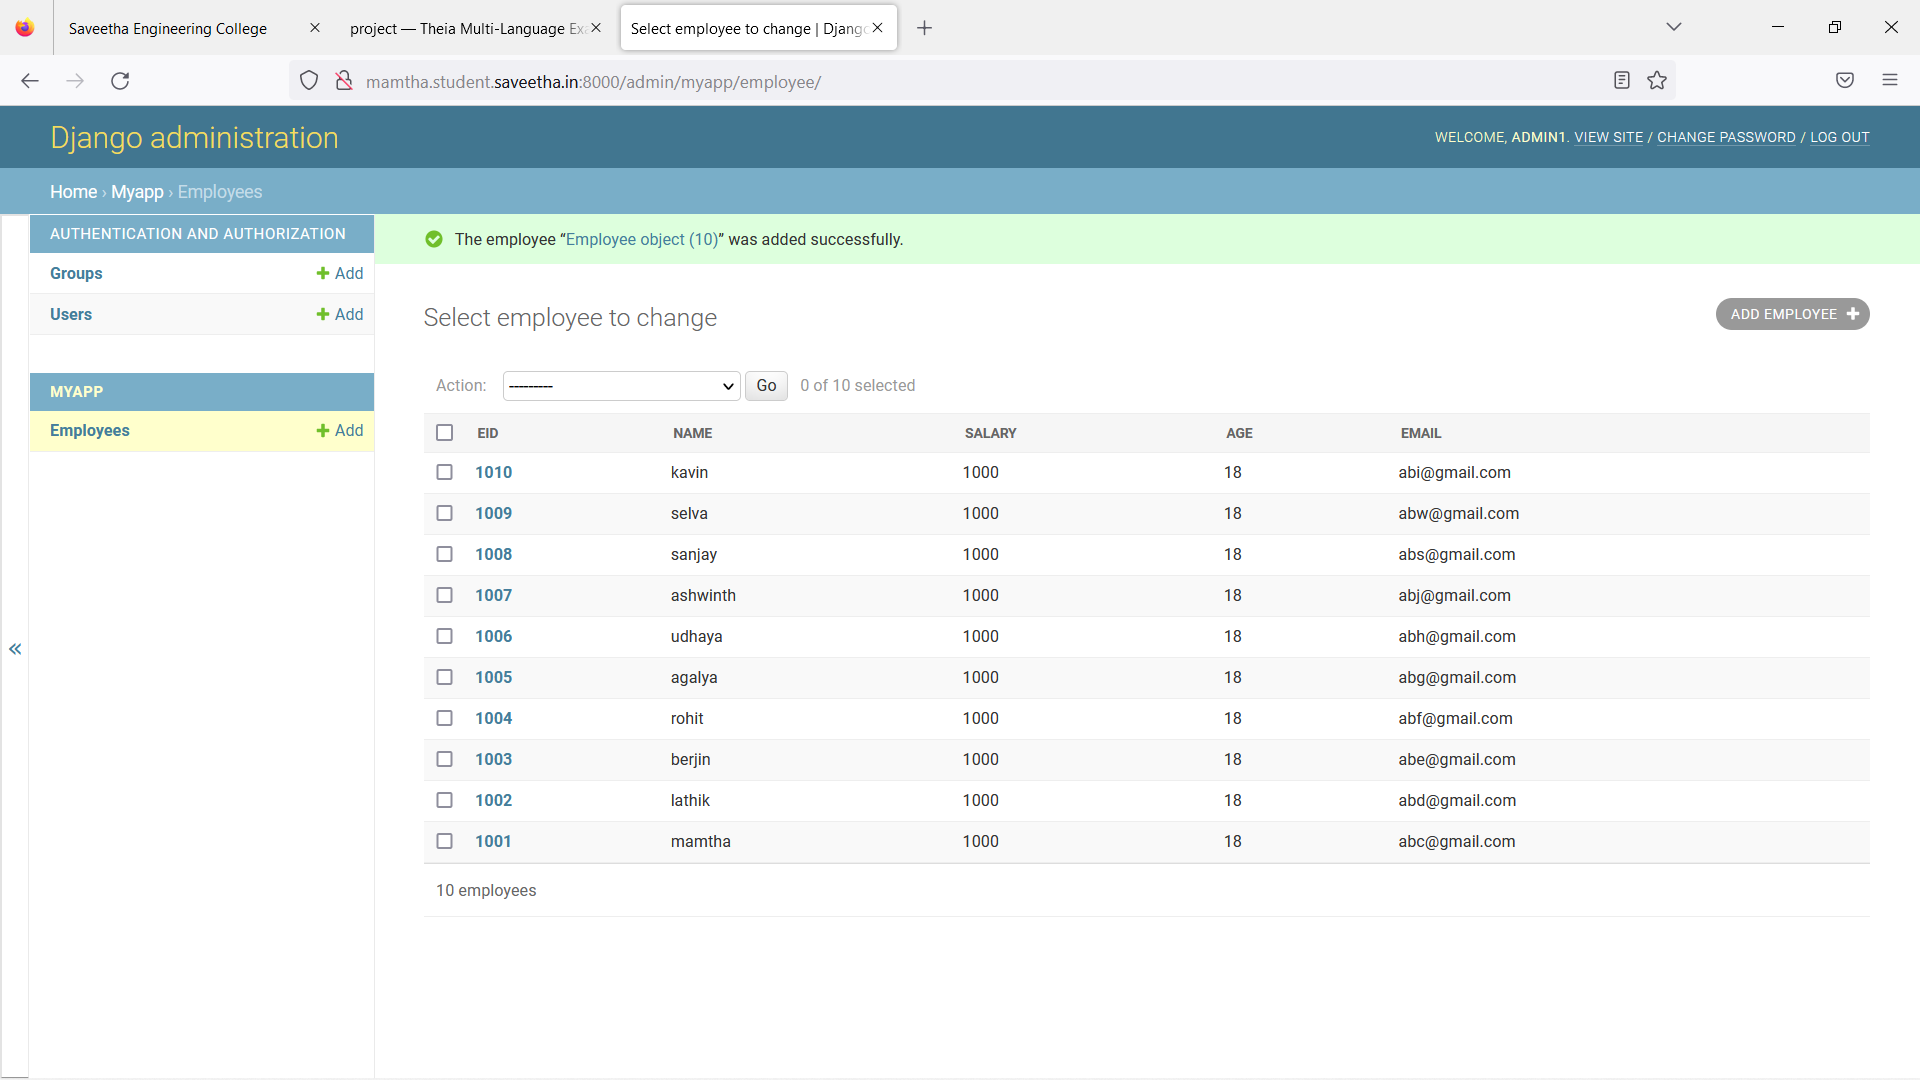 Saveetha Engineering College
project — Theia Multi-Language Exa
Select employee to change | Django
mamtha.student.saveetha.in:8000/admin/myapp/employee/
Django administration
WELCOME, ADMIN1. VIEW SITE / CHANGE PASSWORD / LOG OUT
Home › Myapp › Employees
AUTHENTICATION AND AUTHORIZATION
Groups + Add
Users + Add
MYAPP
Employees + Add
«
The employee “Employee object (10)” was added successfully.
Select employee to change
ADD EMPLOYEE +
Action: --------- Go 0 of 10 selected
EID NAME SALARY AGE EMAIL
1010 kavin 1000 18 abi@gmail.com
1009 selva 1000 18 abw@gmail.com
1008 sanjay 1000 18 abs@gmail.com
1007 ashwinth 1000 18 abj@gmail.com
1006 udhaya 1000 18 abh@gmail.com
1005 agalya 1000 18 abg@gmail.com
1004 rohit 1000 18 abf@gmail.com
1003 berjin 1000 18 abe@gmail.com
1002 lathik 1000 18 abd@gmail.com
1001 mamtha 1000 18 abc@gmail.com
10 employees